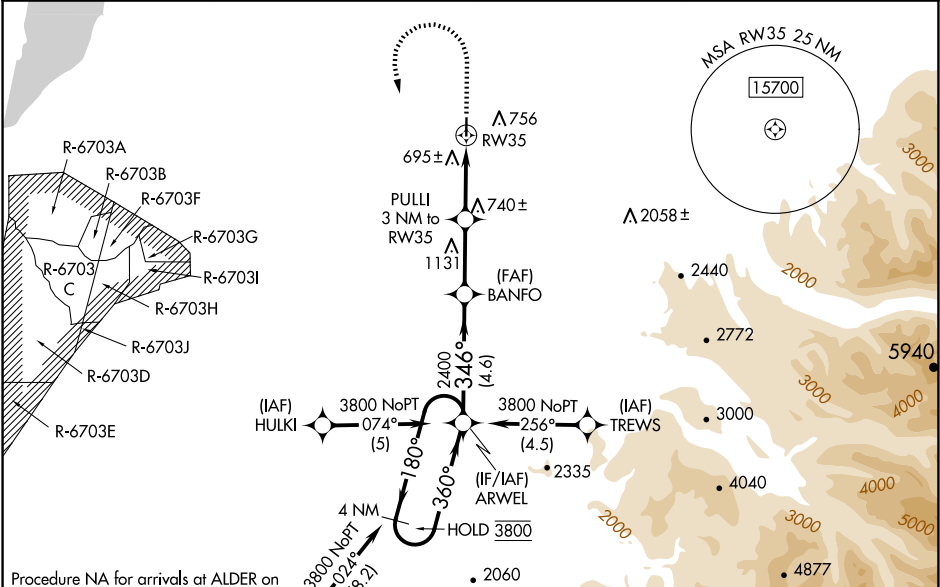 MSA RW35 25 NM
15700
3000
756
RW35
695±
R-6703A
R-6703B
R-6703F
R-6703G
R-6703I
R-6703
C
R-6703H
R-6703J
R-6703D
R-6703E
PULLI
3 NM to
RW35
740±
1131
2058±
(FAF)
BANFO
2440
2000
2772
5940
3000
4000
2400
346°
(4.6)
(IAF)
HULKI
3800 NoPT
074°
(5)
3800 NoPT
256°
(4.5)
(IAF)
TREWS
3000
(IF/IAF)
ARWEL
180°
360°
2335
4040
4000
4 NM
HOLD 3800
2000
3000
5000
3800 NoPT
024°
8.2)
2060
4877
Procedure NA for arrivals at ALDER on